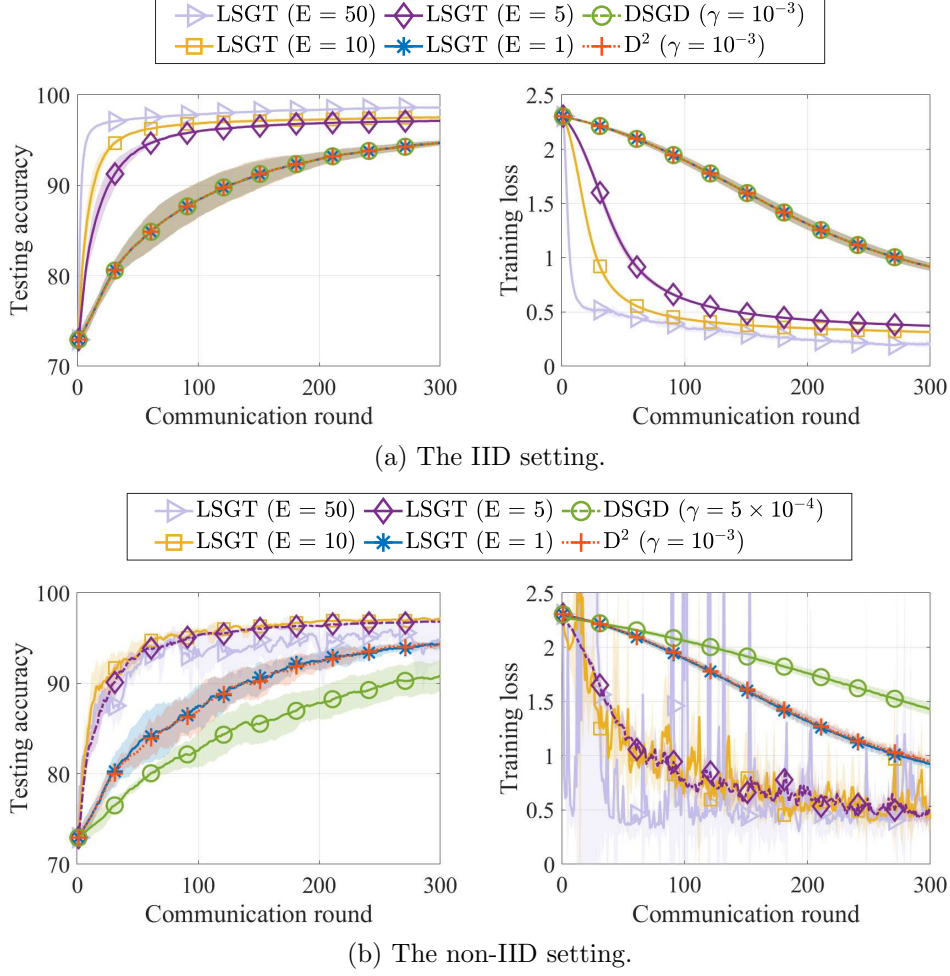 LSGT (E = 50) LSGT (E = 5) DSGD (γ = 10⁻³)
LSGT (E = 10) LSGT (E = 1) D² (γ = 10⁻³)
100
90
80
70
Testing accuracy
0 100 200 300
Communication round
2.5
2
1.5
1
0.5
0
Training loss
0 100 200 300
Communication round
(a) The IID setting.
LSGT (E = 50) LSGT (E = 5) DSGD (γ = 5 × 10⁻⁴)
LSGT (E = 10) LSGT (E = 1) D² (γ = 10⁻³)
100
90
80
70
Testing accuracy
0 100 200 300
Communication round
2.5
2
1.5
1
0.5
0
Training loss
0 100 200 300
Communication round
(b) The non-IID setting.